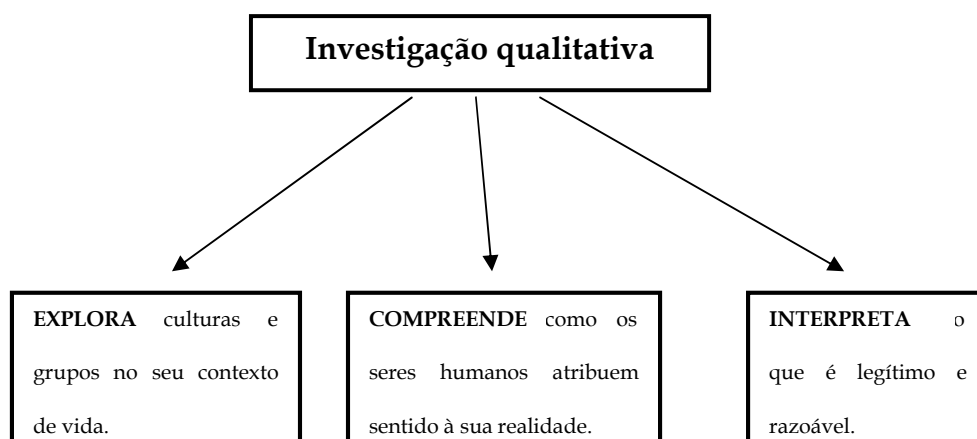 Investigação qualitativa
EXPLORA culturas e
grupos no seu contexto
de vida.
COMPREENDE como os
seres humanos atribuem
sentido à sua realidade.
INTERPRETA o
que é legítimo e
razoável.